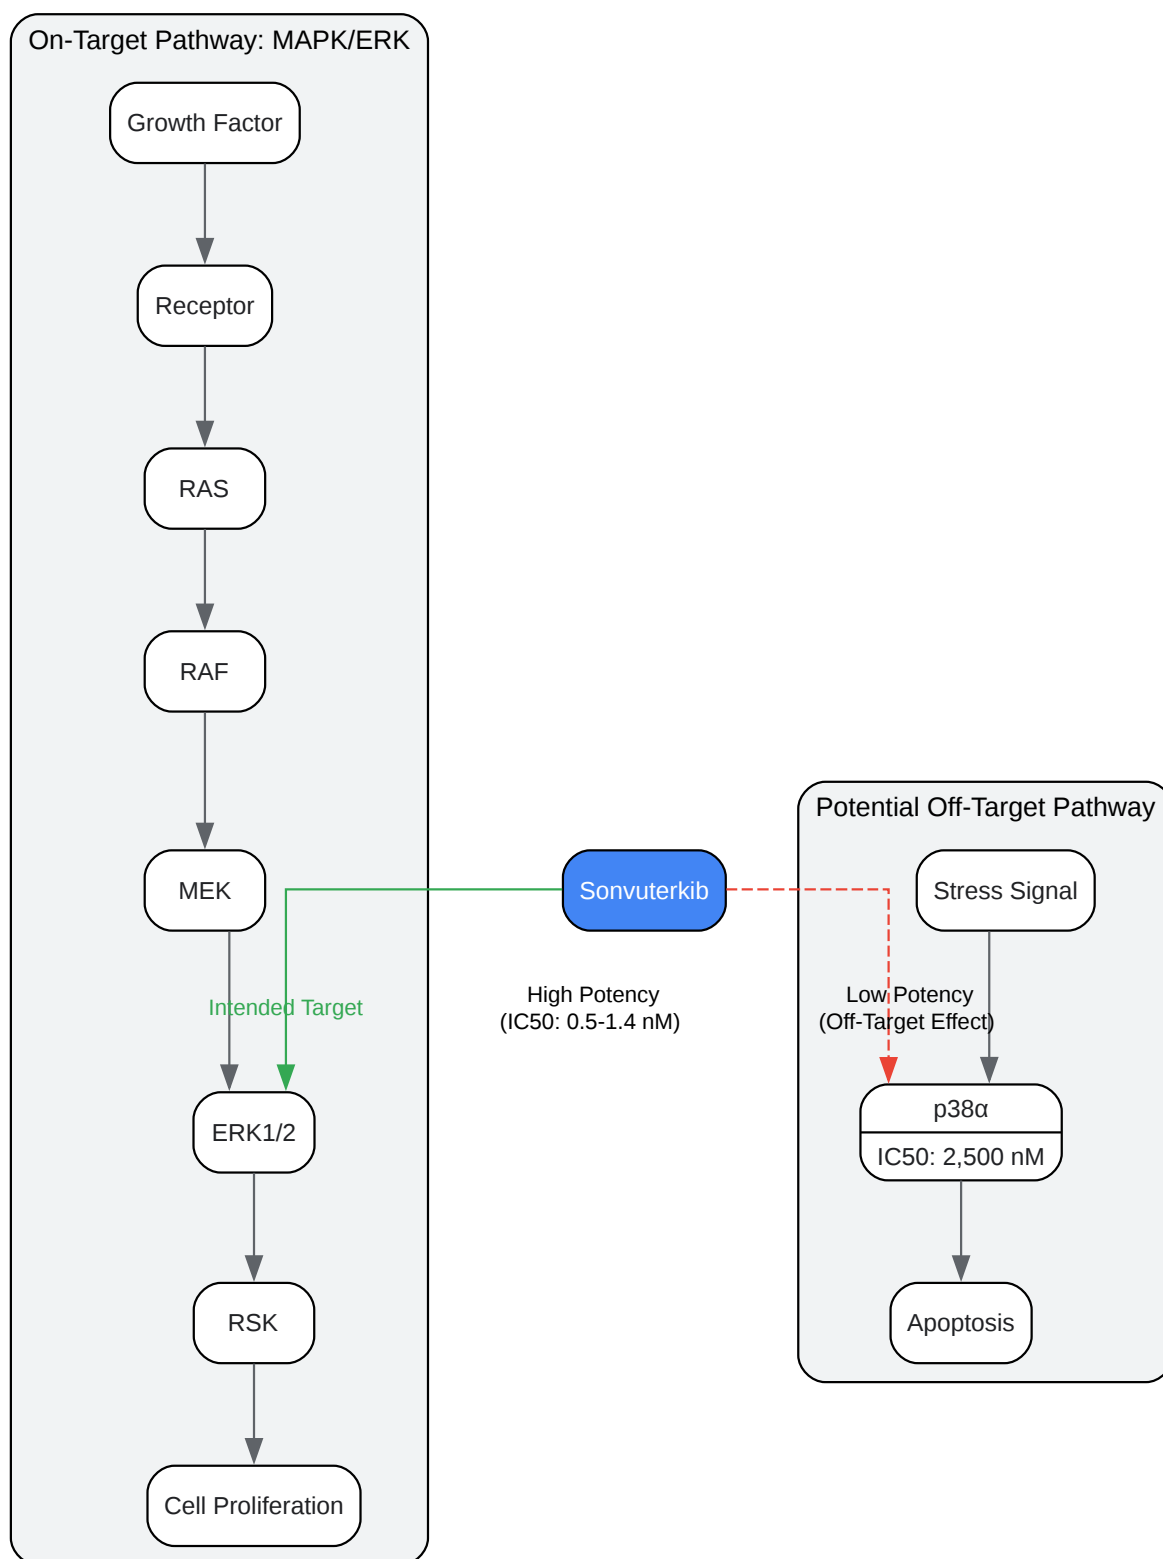 On-Target Pathway: MAPK/ERK
Growth Factor
Receptor
RAS
RAF
MEK
Intended Target
ERK1/2
RSK
Cell Proliferation
Sonvuterkib
High Potency
(IC50: 0.5-1.4 nM)
Potential Off-Target Pathway
Stress Signal
Low Potency
(Off-Target Effect)
p38α
IC50: 2,500 nM
Apoptosis